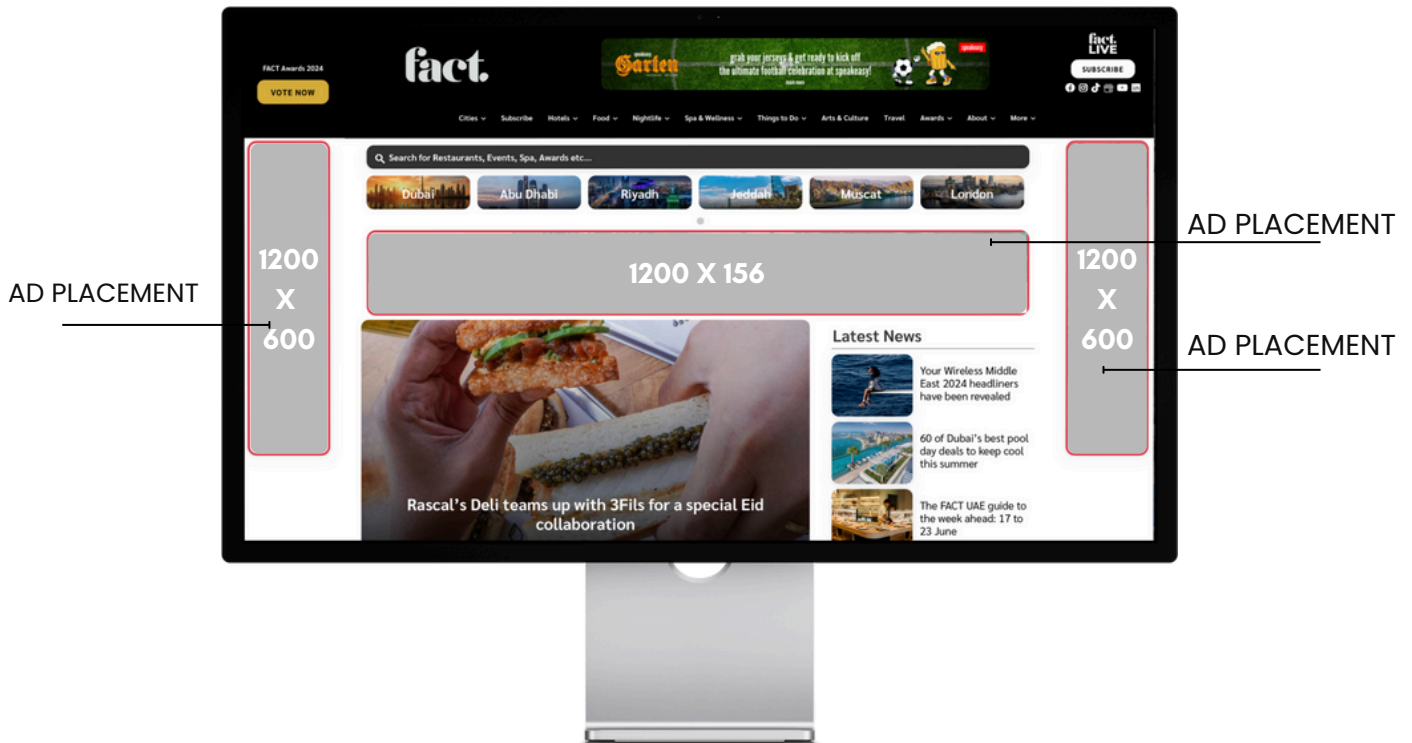 FACT Awards 2024
VOTE NOW
fact.
speakeasy
Garten
grab your jerseys & get ready to kick off
the ultimate football celebration at speakeasy!
learn more
speakeasy
fact.
LIVE
SUBSCRIBE
Cities Subscribe Hotels Food Nightlife Spa & Wellness Things to Do Arts & Culture Travel Awards About More
Search for Restaurants, Events, Spa, Awards etc...
Dubai Abu Dhabi Riyadh Jeddah Muscat London
AD PLACEMENT
1200
X
600
1200 X 156
AD PLACEMENT
1200
X
600
AD PLACEMENT
Rascal's Deli teams up with 3Fils for a special Eid
collaboration
Latest News
Your Wireless Middle
East 2024 headliners
have been revealed
60 of Dubai's best pool
day deals to keep cool
this summer
The FACT UAE guide to
the week ahead: 17 to
23 June